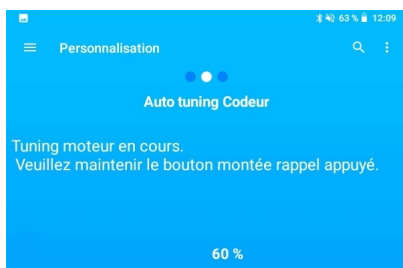 63 % 12:09
Personnalisation
Auto tuning Codeur
Tuning moteur en cours.
Veuillez maintenir le bouton montée rappel appuyé.
60 %